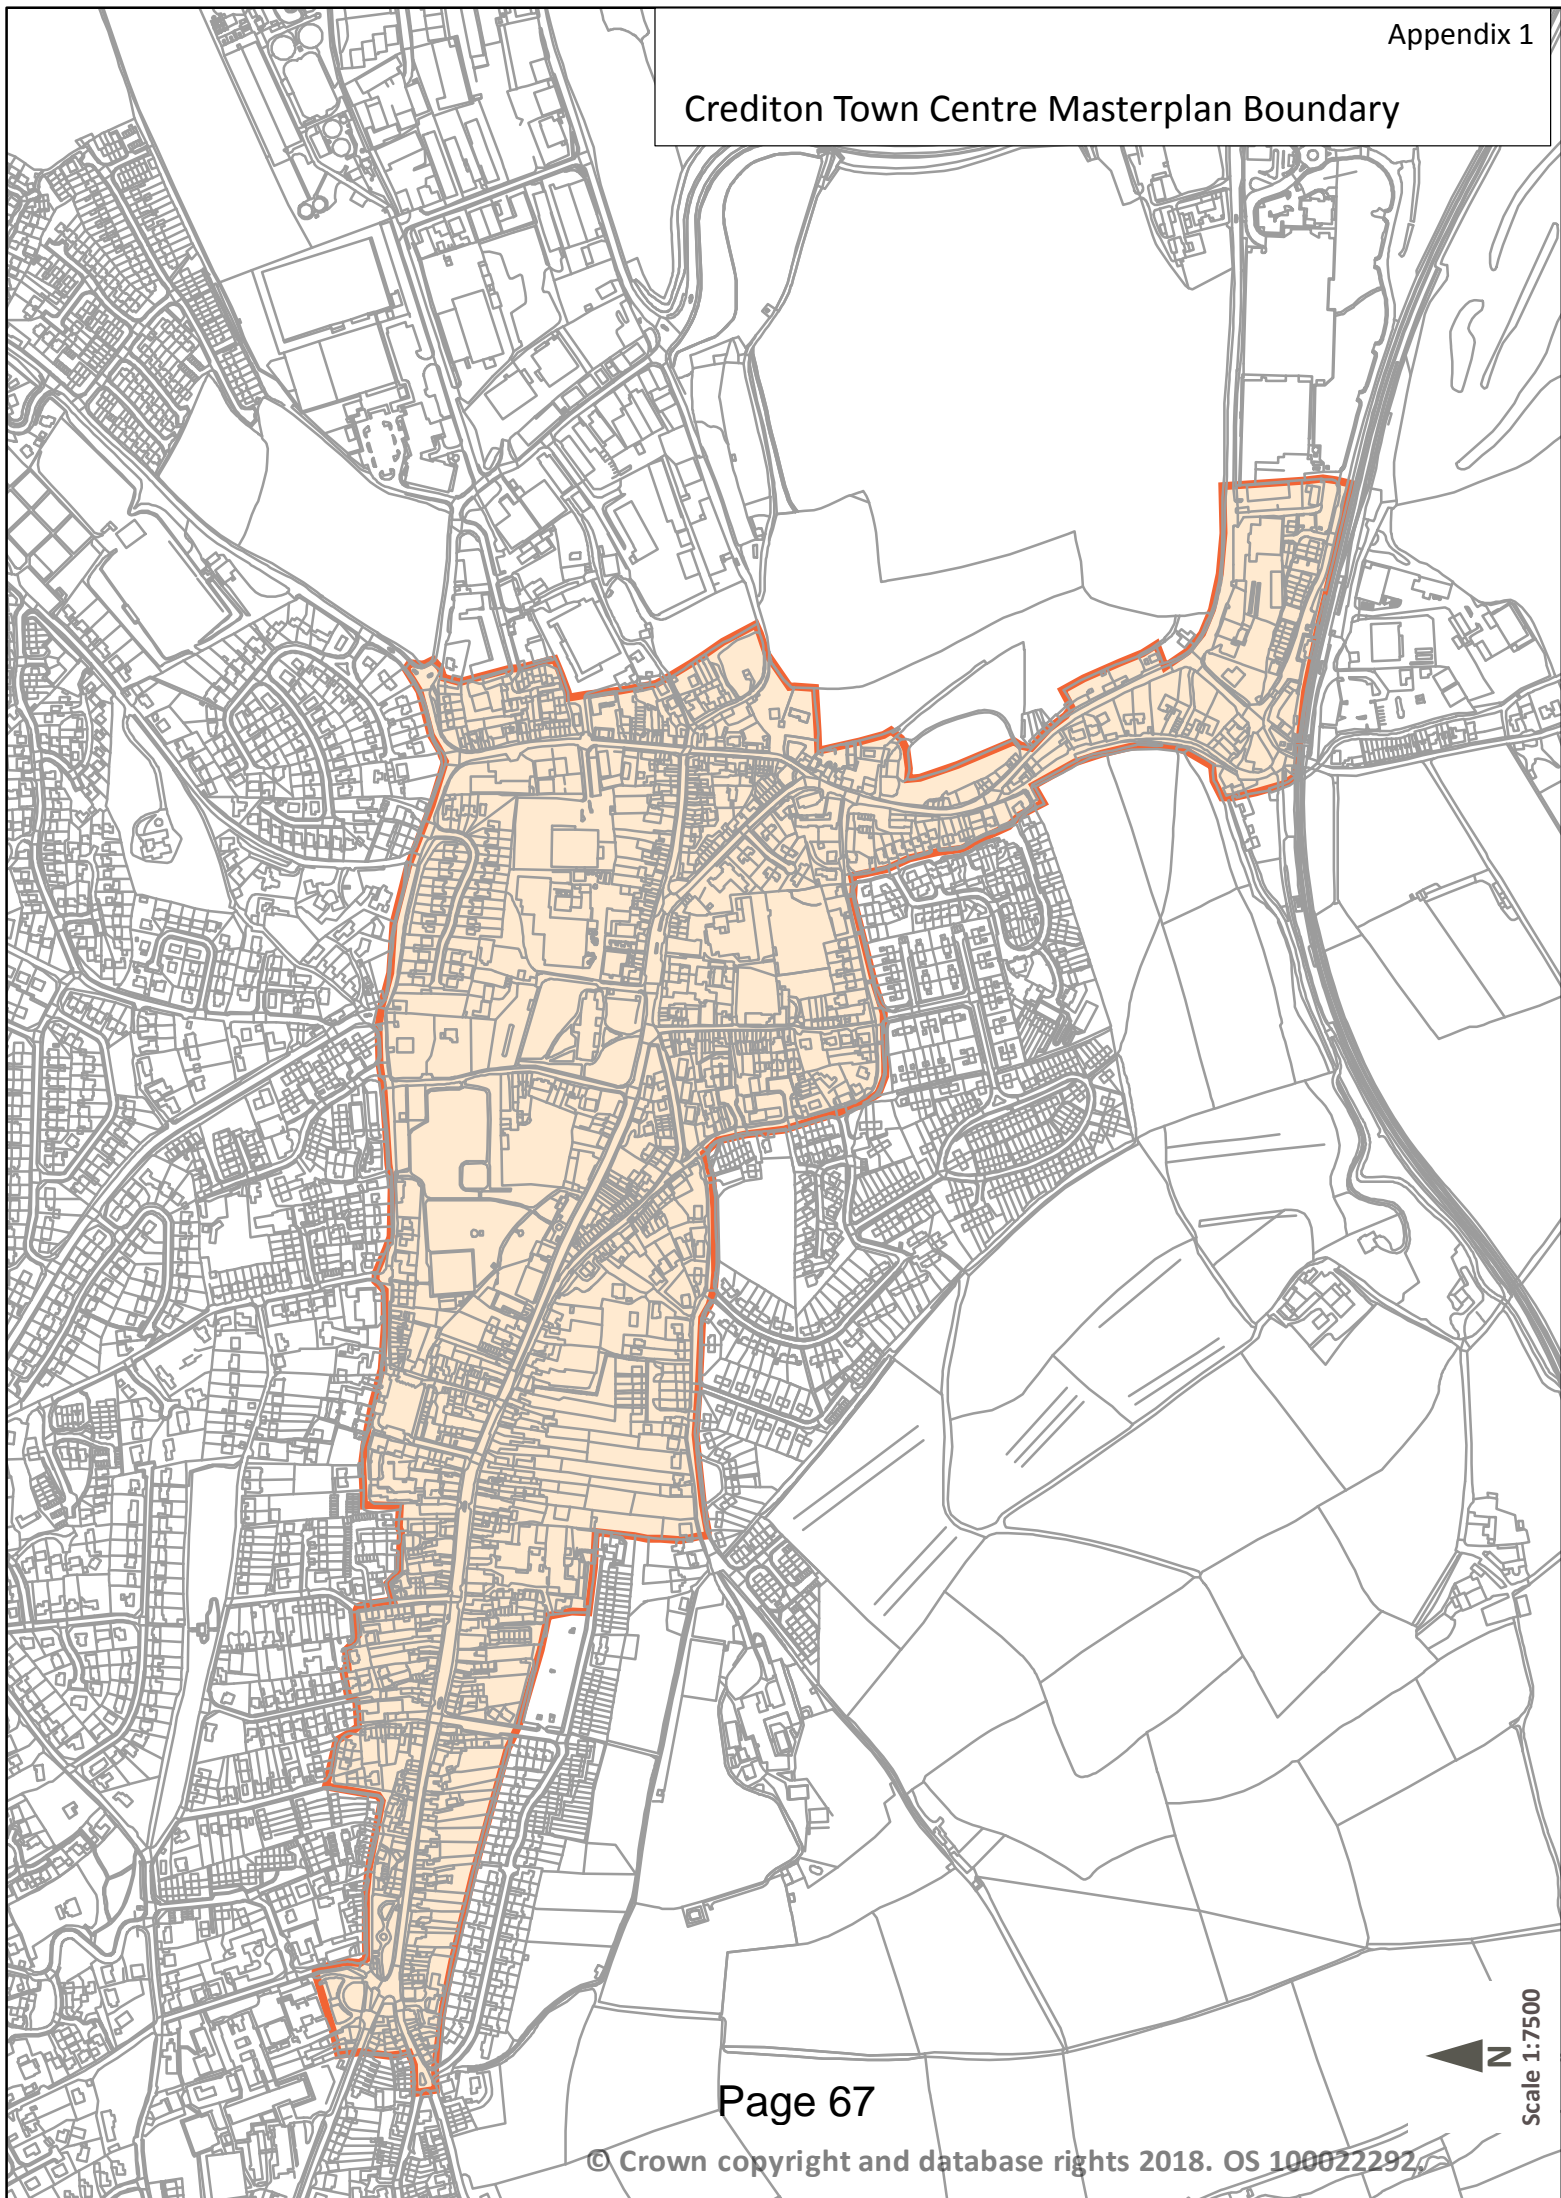 Appendix 1
Crediton Town Centre Masterplan Boundary
N
Scale 1:7500
Page 67
© Crown copyright and database rights 2018. OS 100022292.